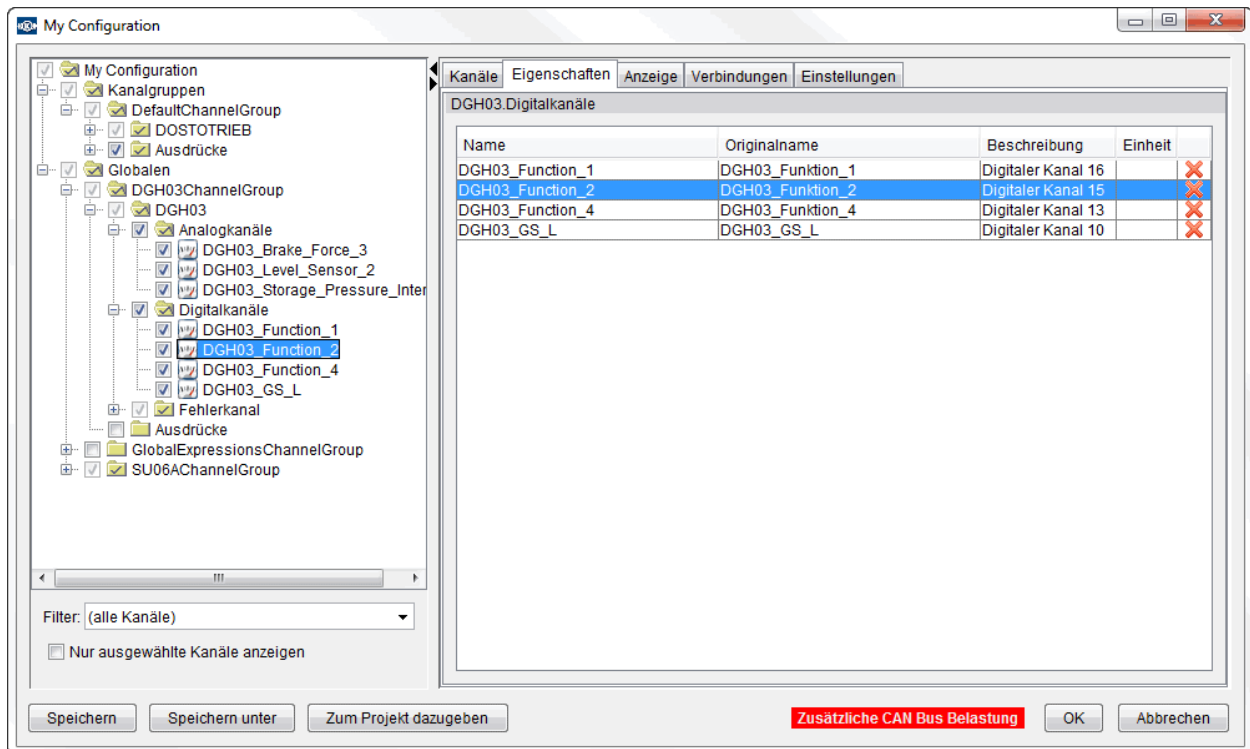 My Configuration
My Configuration
Kanalgruppen
DefaultChannelGroup
DOSTOTRIEB
Ausdrücke
Globalen
DGH03ChannelGroup
DGH03
Analogkanäle
DGH03_Brake_Force_3
DGH03_Level_Sensor_2
DGH03_Storage_Pressure_Inter
Digitalkanäle
DGH03_Function_1
DGH03_Function_2
DGH03_Function_4
DGH03_GS_L
Fehlerkanal
Ausdrücke
GlobalExpressionsChannelGroup
SU06AChannelGroup
Filter: (alle Kanäle)
Nur ausgewählte Kanäle anzeigen
Kanäle Eigenschaften Anzeige Verbindungen Einstellungen
DGH03.Digitalkanäle
Name Originalname Beschreibung Einheit
DGH03_Function_1 DGH03_Funktion_1 Digitaler Kanal 16
DGH03_Function_2 DGH03_Funktion_2 Digitaler Kanal 15
DGH03_Function_4 DGH03_Funktion_4 Digitaler Kanal 13
DGH03_GS_L DGH03_GS_L Digitaler Kanal 10
Speichern Speichern unter Zum Projekt dazugeben Zusätzliche CAN Bus Belastung OK Abbrechen